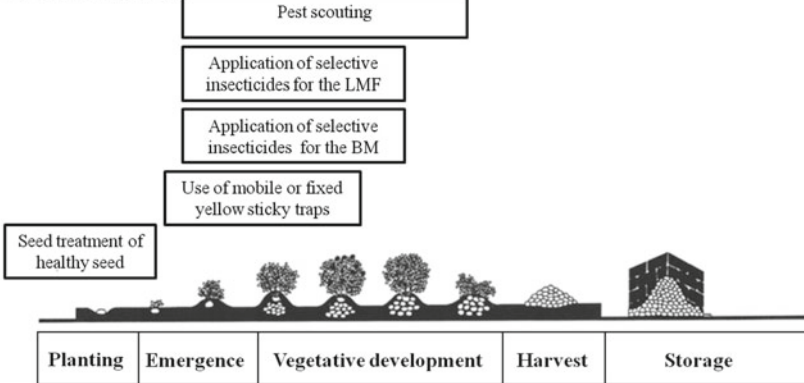 Pest scouting
Application of selective
insecticides for the LMF
Application of selective
insecticides for the BM
Use of mobile or fixed
yellow sticky traps
Seed treatment of
healthy seed
Planting
Emergence
Vegetative development
Harvest
Storage